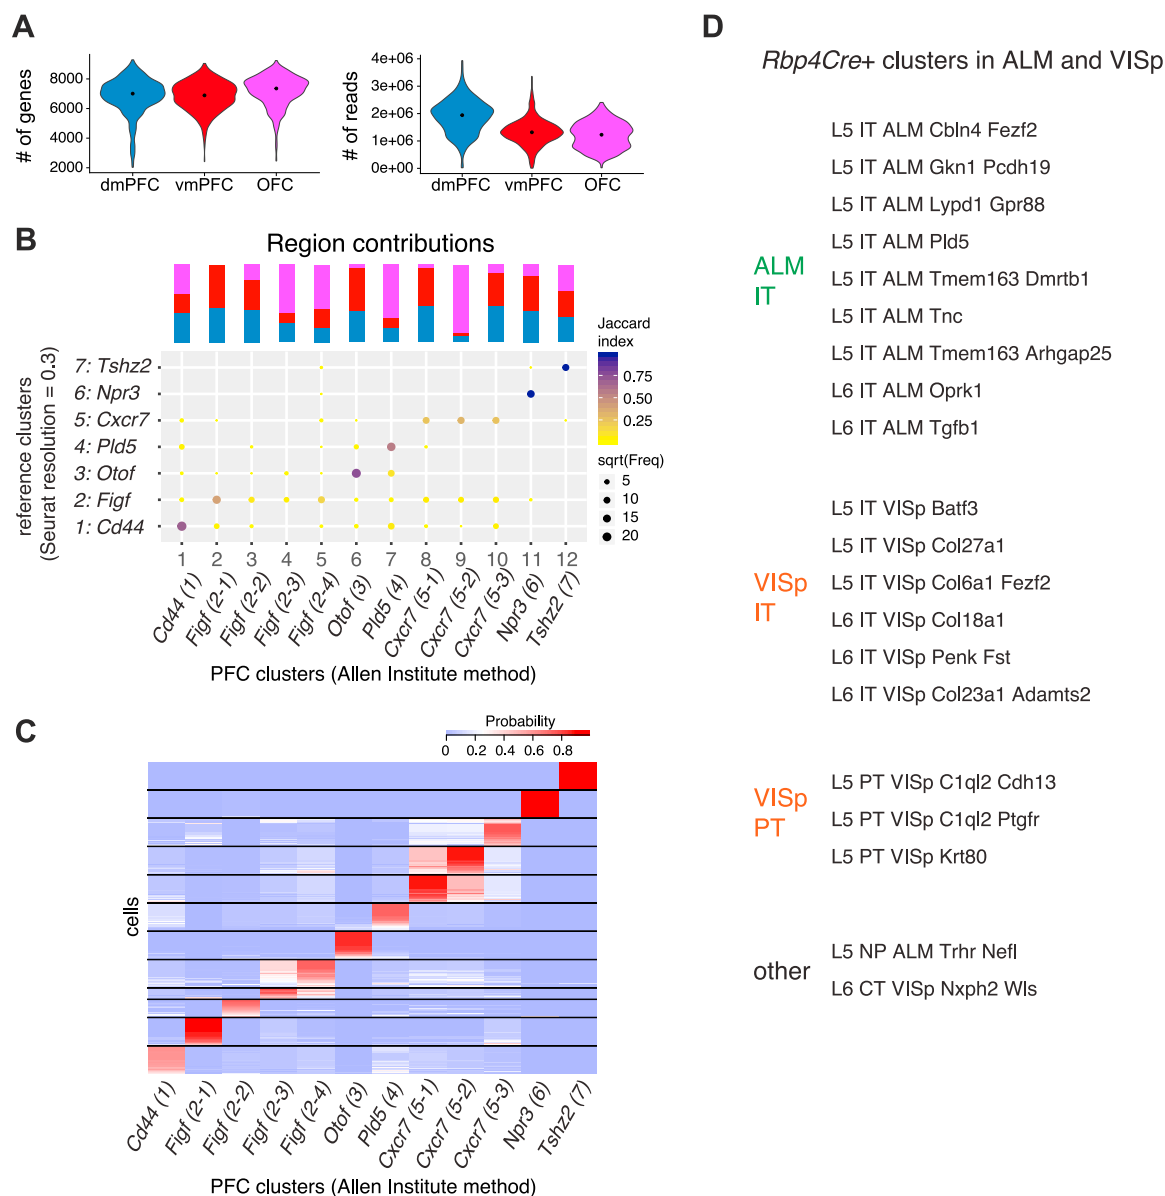 A
# of genes
8000
6000
4000
2000
dmPFC
vmPFC
OFC
# of reads
4e+06
3e+06
2e+06
1e+06
0e+00
dmPFC
vmPFC
OFC
B
Region contributions
reference clusters
(Seurat resolution = 0.3)
7: Tshz2
6: Npr3
5: Cxcr7
4: Pld5
3: Otof
2: Figf
1: Cd44
Jaccard
index
0.75
0.50
0.25
sqrt(Freq)
5
10
15
20
1 2 3 4 5 6 7 8 9 10 11 12
Cd44 (1)
Figf (2-1)
Figf (2-2)
Figf (2-3)
Figf (2-4)
Otof (3)
Pld5 (4)
Cxcr7 (5-1)
Cxcr7 (5-2)
Cxcr7 (5-3)
Npr3 (6)
Tshz2 (7)
PFC clusters (Allen Institute method)
C
Probability
0 0.2 0.4 0.6 0.8
cells
Cd44 (1)
Figf (2-1)
Figf (2-2)
Figf (2-3)
Figf (2-4)
Otof (3)
Pld5 (4)
Cxcr7 (5-1)
Cxcr7 (5-2)
Cxcr7 (5-3)
Npr3 (6)
Tshz2 (7)
PFC clusters (Allen Institute method)
D
Rbp4Cre+ clusters in ALM and VISp
ALM
IT
L5 IT ALM Cbln4 Fezf2
L5 IT ALM Gkn1 Pcdh19
L5 IT ALM Lypd1 Gpr88
L5 IT ALM Pld5
L5 IT ALM Tmem163 Dmrtb1
L5 IT ALM Tnc
L5 IT ALM Tmem163 Arhgap25
L6 IT ALM Oprk1
L6 IT ALM Tgfb1
VISp
IT
L5 IT VISp Batf3
L5 IT VISp Col27a1
L5 IT VISp Col6a1 Fezf2
L6 IT VISp Col18a1
L6 IT VISp Penk Fst
L6 IT VISp Col23a1 Adamts2
VISp
PT
L5 PT VISp C1ql2 Cdh13
L5 PT VISp C1ql2 Ptgfr
L5 PT VISp Krt80
other
L5 NP ALM Trhr Nefl
L6 CT VISp Nxph2 Wls